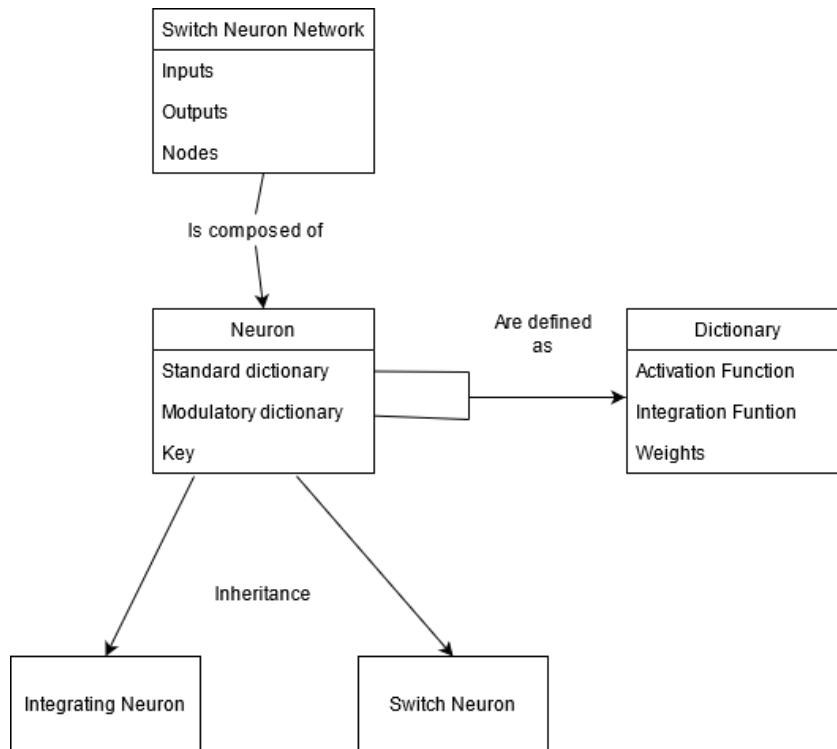 Switch Neuron Network
Inputs
Outputs
Nodes
Is composed of
Neuron
Standard dictionary
Modulatory dictionary
Key
Are defined
as
Dictionary
Activation Function
Integration Funtion
Weights
Inheritance
Integrating Neuron
Switch Neuron